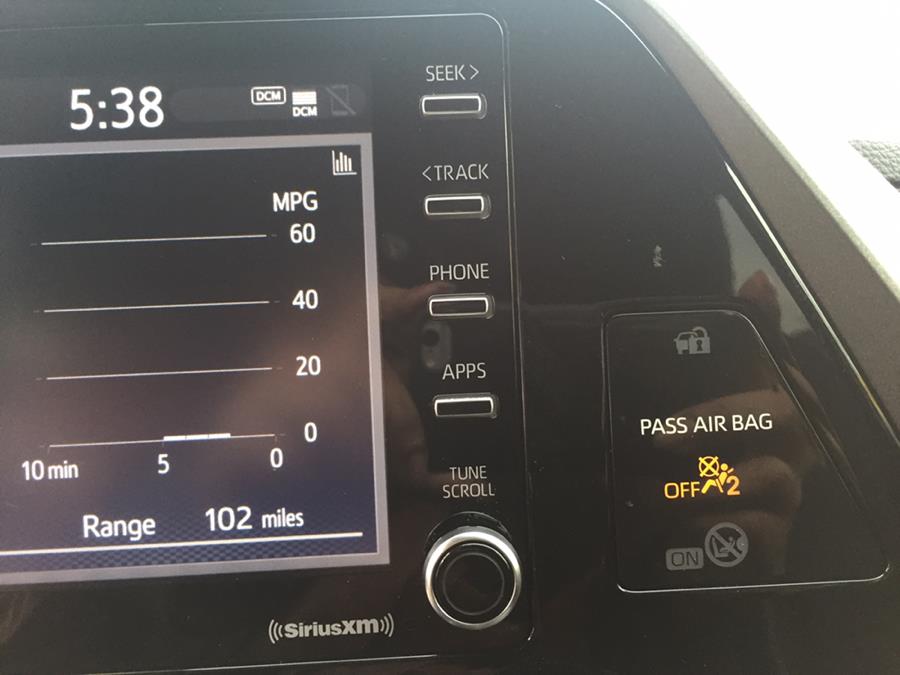 5:38
DCM
DCM
MPG
60
40
20
0
10 min 5 0
Range 102 miles
SEEK >
< TRACK
PHONE
APPS
TUNE
SCROLL
((SiriusXM))
PASS AIR BAG
OFF 2
ON